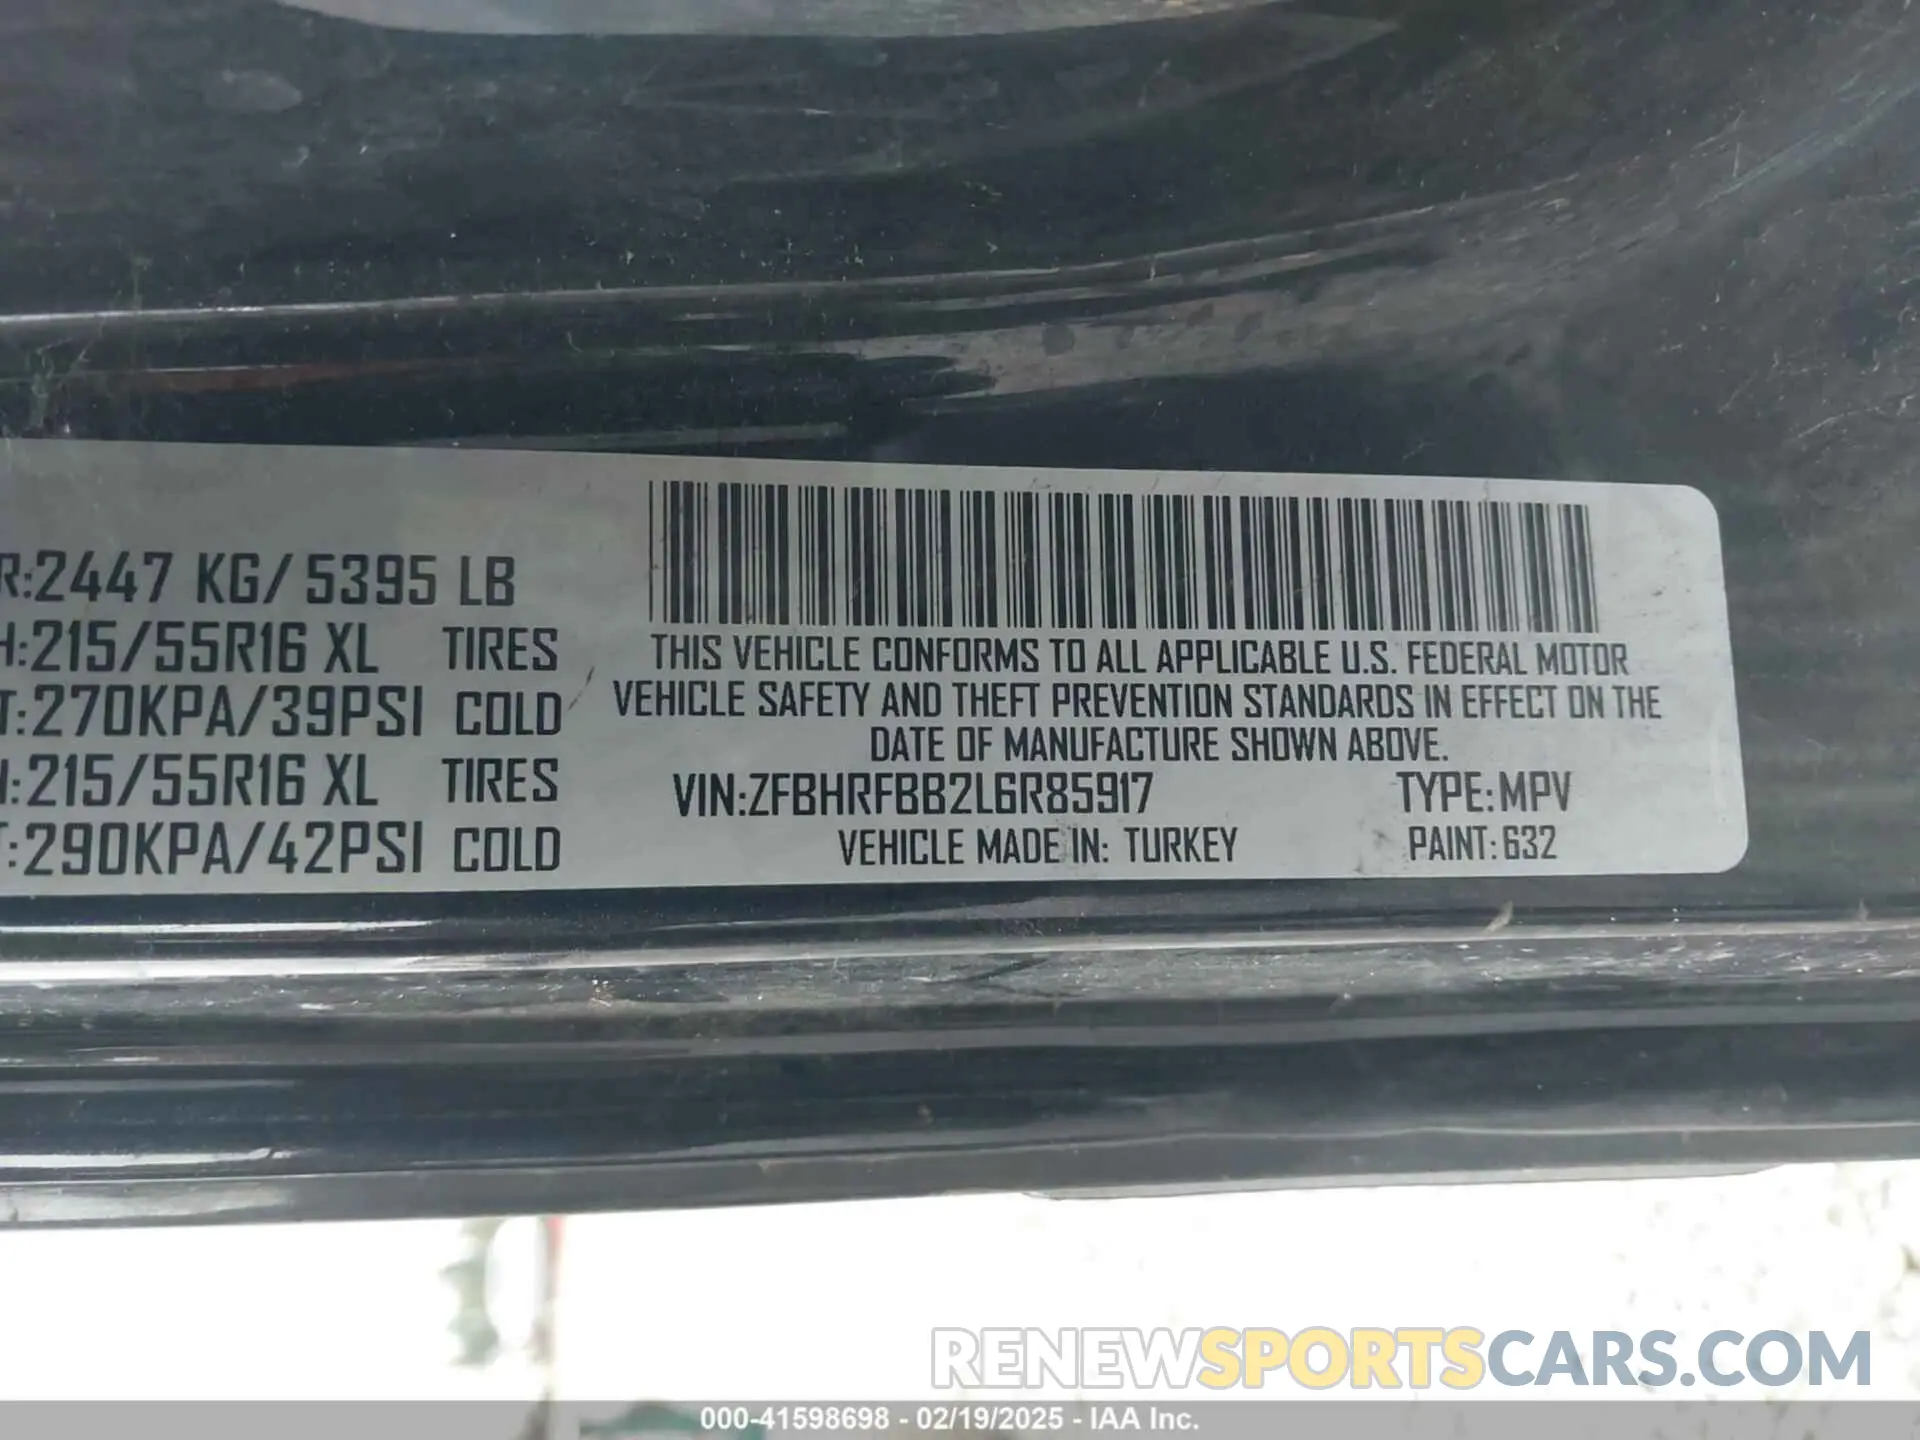 R:2447 KG/ 5395 LB
H:215/55R16 XL TIRES
T:270KPA/39PSI COLD
H:215/55R16 XL TIRES
T:290KPA/42PSI COLD
THIS VEHICLE CONFORMS TO ALL APPLICABLE U.S. FEDERAL MOTOR
VEHICLE SAFETY AND THEFT PREVENTION STANDARDS IN EFFECT ON THE
DATE OF MANUFACTURE SHOWN ABOVE.
VIN:ZFBHRFBB2L6R85917 TYPE:MPV
VEHICLE MADE IN: TURKEY PAINT:632
RENEWSPORTSCARS.COM
000-41598698 - 02/19/2025 - IAA Inc.